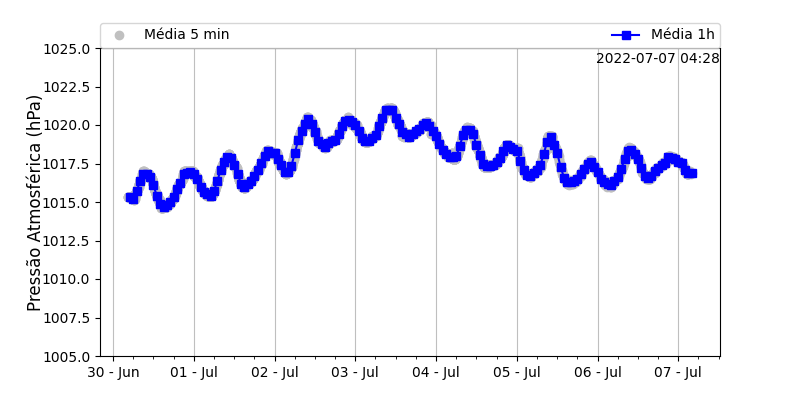 Média 5 min
Média 1h
2022-07-07 04:28
Pressão Atmosférica (hPa)
1025.0
1022.5
1020.0
1017.5
1015.0
1012.5
1010.0
1007.5
1005.0
30 - Jun
01 - Jul
02 - Jul
03 - Jul
04 - Jul
05 - Jul
06 - Jul
07 - Jul